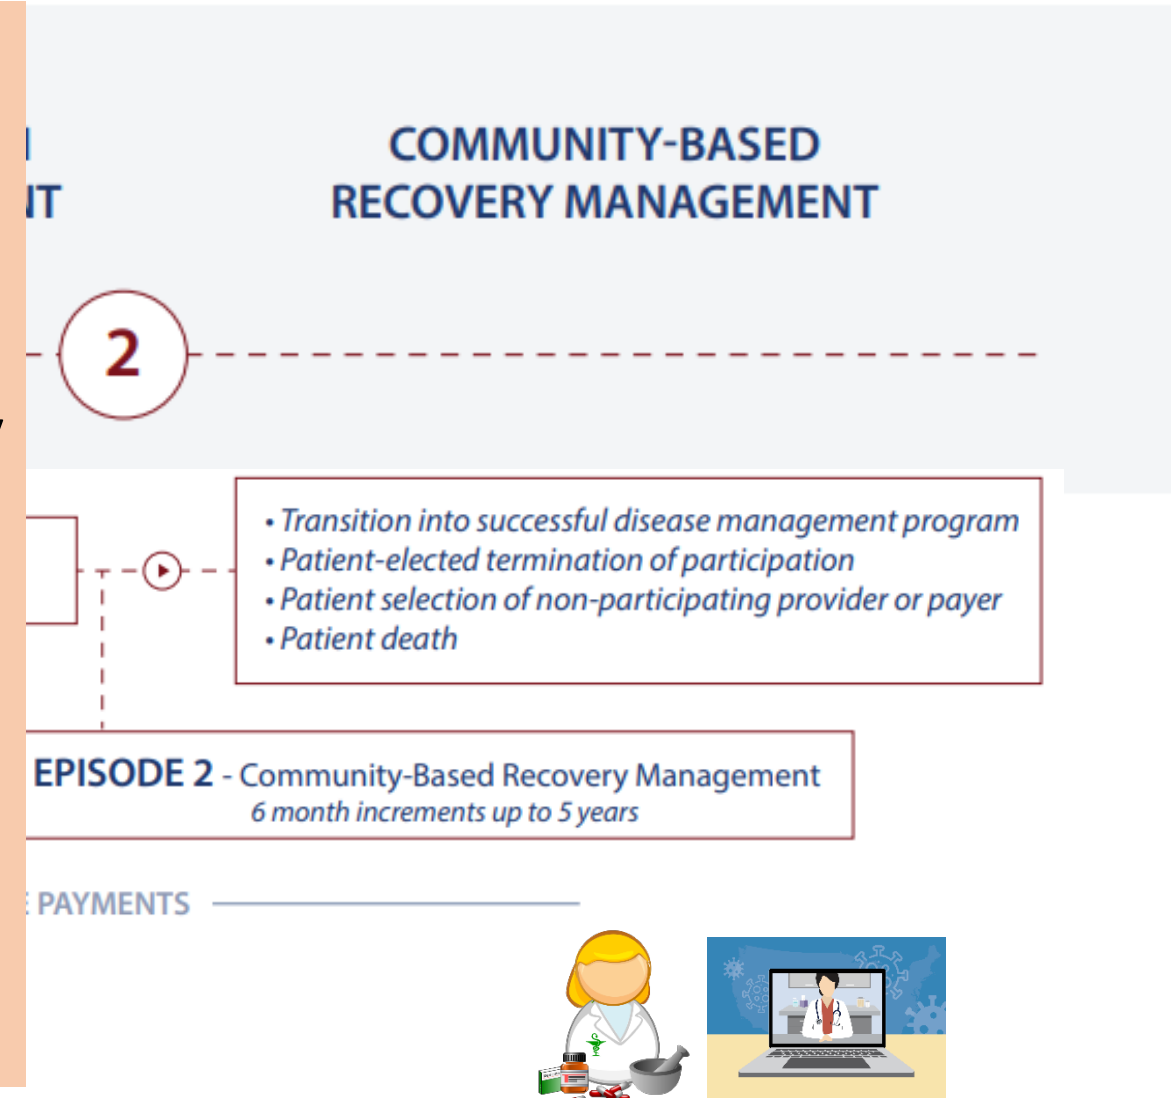 COMMUNITY-BASED
RECOVERY MANAGEMENT
2
• Transition into successful disease management program
• Patient-elected termination of participation
• Patient selection of non-participating provider or payer
• Patient death
EPISODE 2 - Community-Based Recovery Management
6 month increments up to 5 years
PAYMENTS